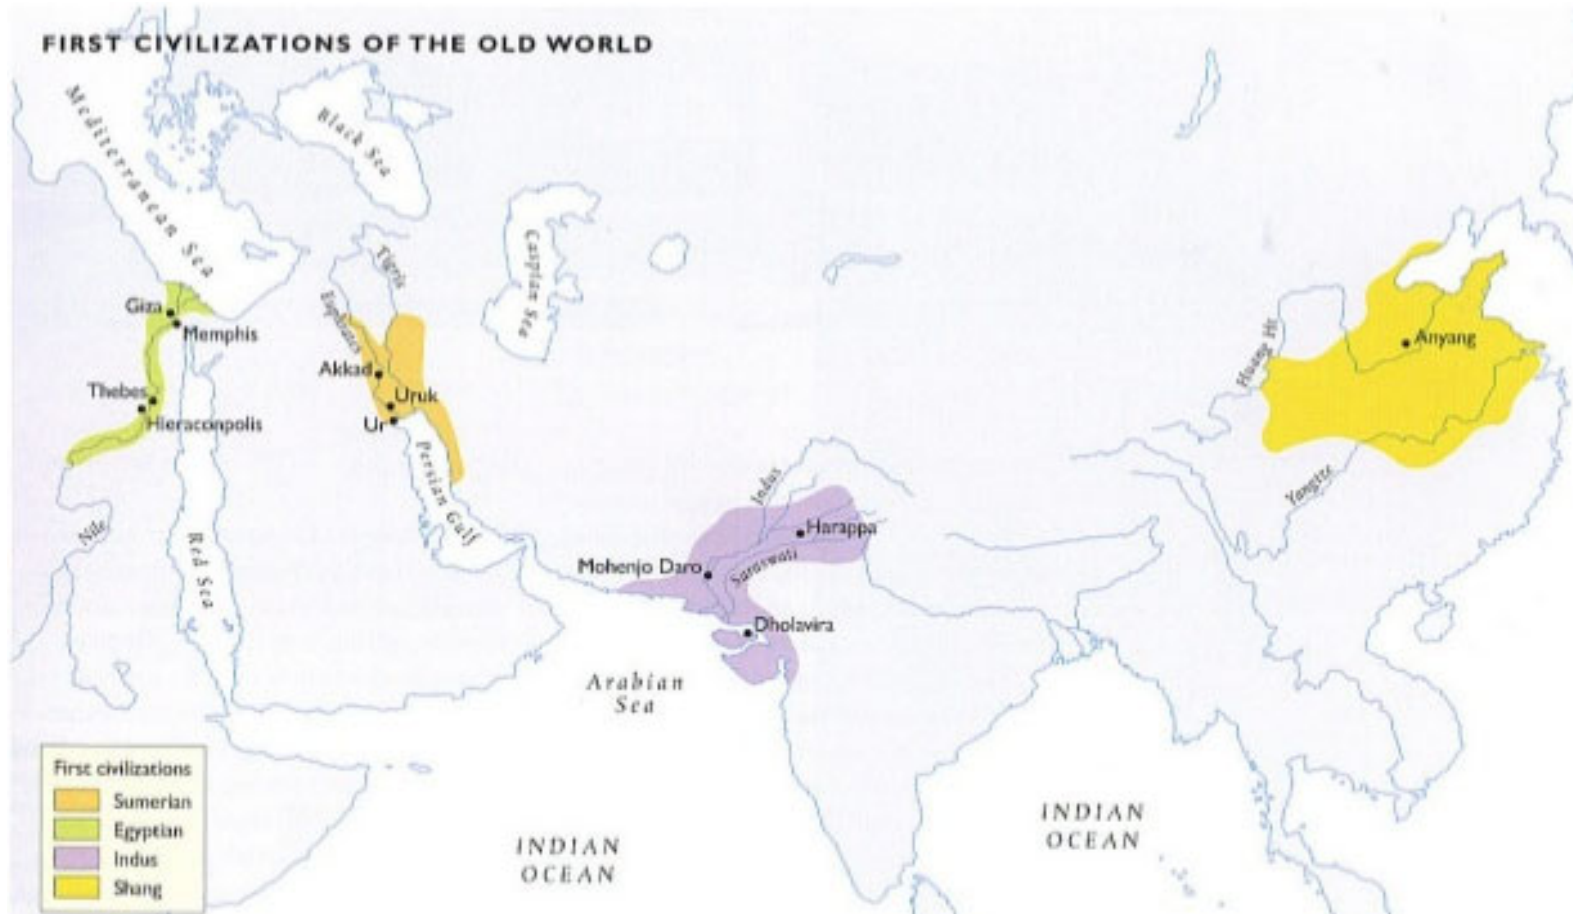 FIRST CIVILIZATIONS OF THE OLD WORLD
Mediterranean Sea
Black Sea
Caspian Sea
Tigris
Euphrates
Giza
Memphis
Thebes
Hieraconpolis
Nile
Red Sea
Akkad
Uruk
Ur
Persian Gulf
Indus
Harappa
Mohenjo Daro
Saraswati
Dholavira
Arabian
Sea
Huang He
Anyang
Yangtze
INDIAN
OCEAN
INDIAN
OCEAN
First civilizations
Sumerian
Egyptian
Indus
Shang